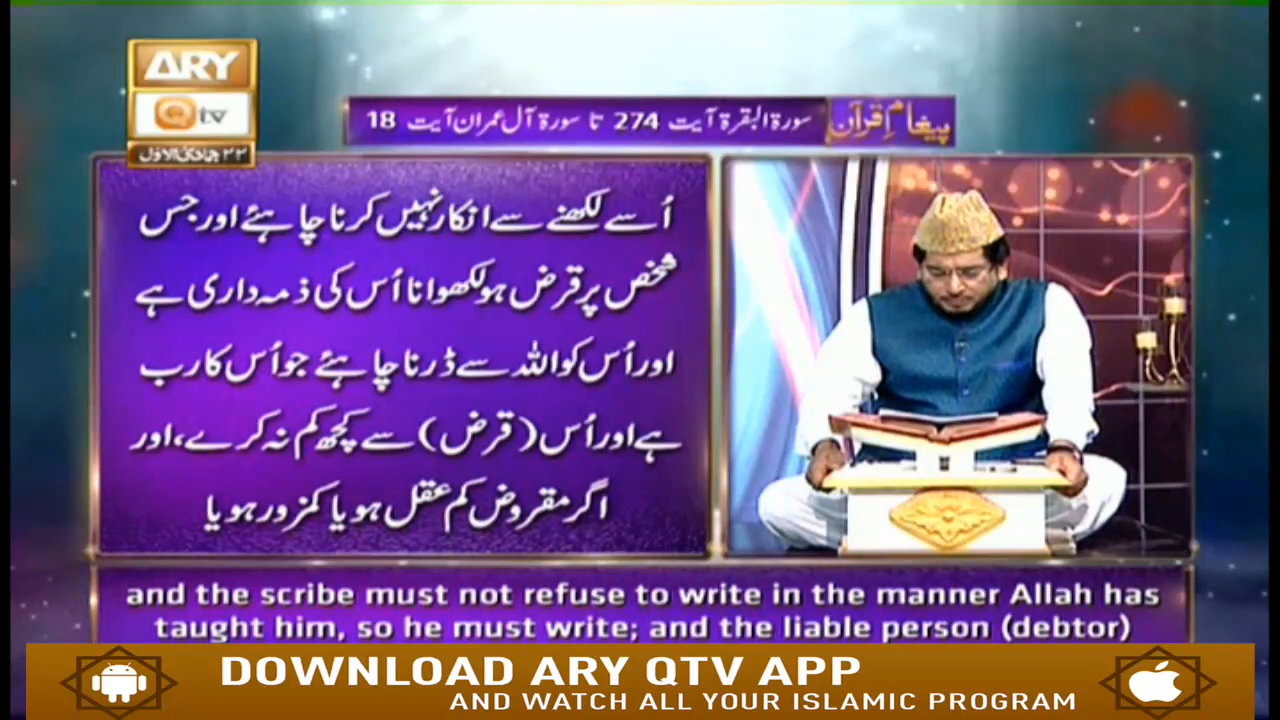 ARY
Qtv
۲۲ جمادی الاوّل
پیغامِ قرآن
سورۃ البقرۃ آیت 274 تا سورۃ آل عمران آیت 18
اُسے لکھنے سے انکار نہیں کرنا چاہئے اور جس
شخص پر قرض ہو لکھوانا اُس کی ذمہ داری ہے
اور اُس کو اللہ سے ڈرنا چاہئے جو اُس کا رب
ہے اور اُس (قرض) سے کچھ کم نہ کرے، اور
اگر مقروض کم عقل ہو یا کمزور ہو یا
and the scribe must not refuse to write in the manner Allah has
taught him, so he must write; and the liable person (debtor)
DOWNLOAD ARY QTV APP
AND WATCH ALL YOUR ISLAMIC PROGRAM